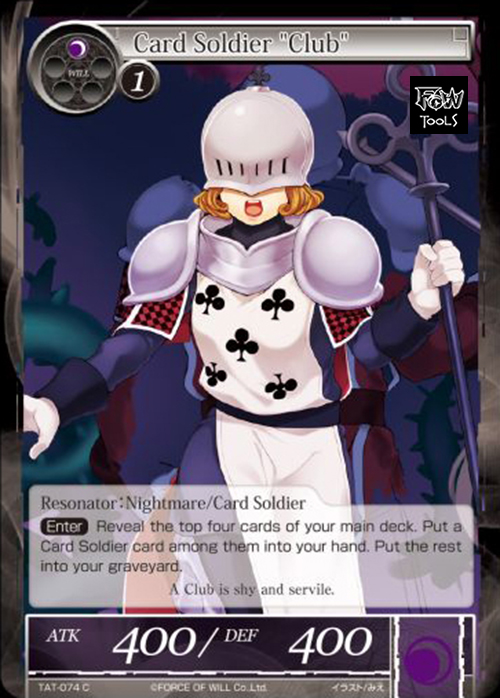 Card Soldier "Club"
WILL
1
FoW
TOOLS
Resonator:Nightmare/Card Soldier
Enter Reveal the top four cards of your main deck. Put a
Card Soldier card among them into your hand. Put the rest
into your graveyard.
A Club is shy and servile.
ATK 400/ DEF 400
TAT-074 C ©FORCE OF WILL Co.,Ltd. イラスト/みえ